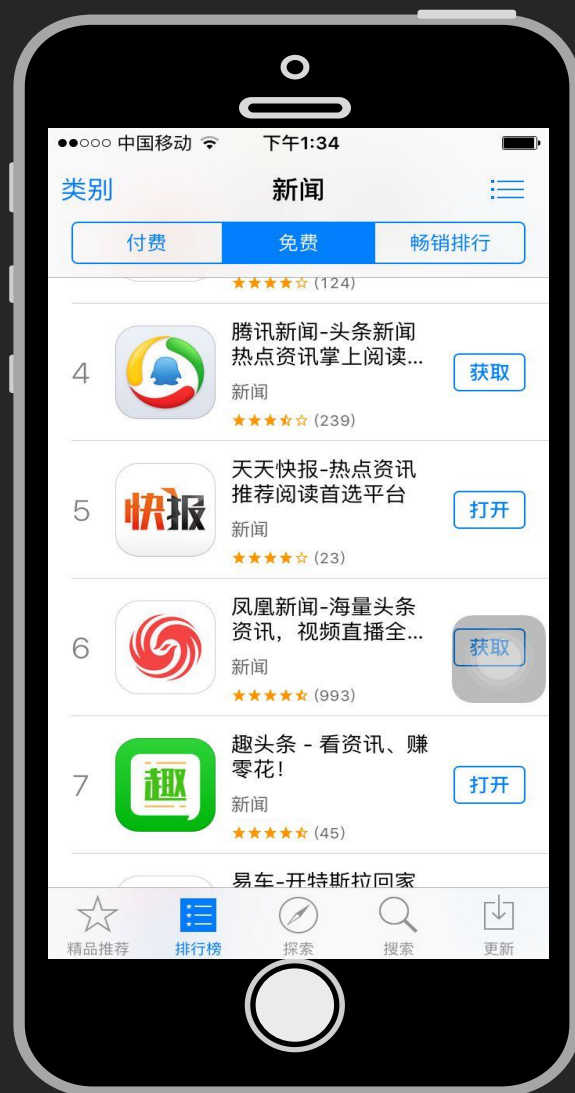 中国移动 下午1:34
类别 新闻
付费 免费 畅销排行
(124)
4
腾讯新闻-头条新闻
热点资讯掌上阅读...
获取
新闻
(239)
5
快报
天天快报-热点资讯
推荐阅读首选平台
打开
新闻
(23)
6
凤凰新闻-海量头条
资讯，视频直播全...
获取
新闻
(993)
7
趣
趣头条 - 看资讯、赚
零花！
打开
新闻
(45)
易车-开特斯拉回家
精品推荐 排行榜 探索 搜索 更新